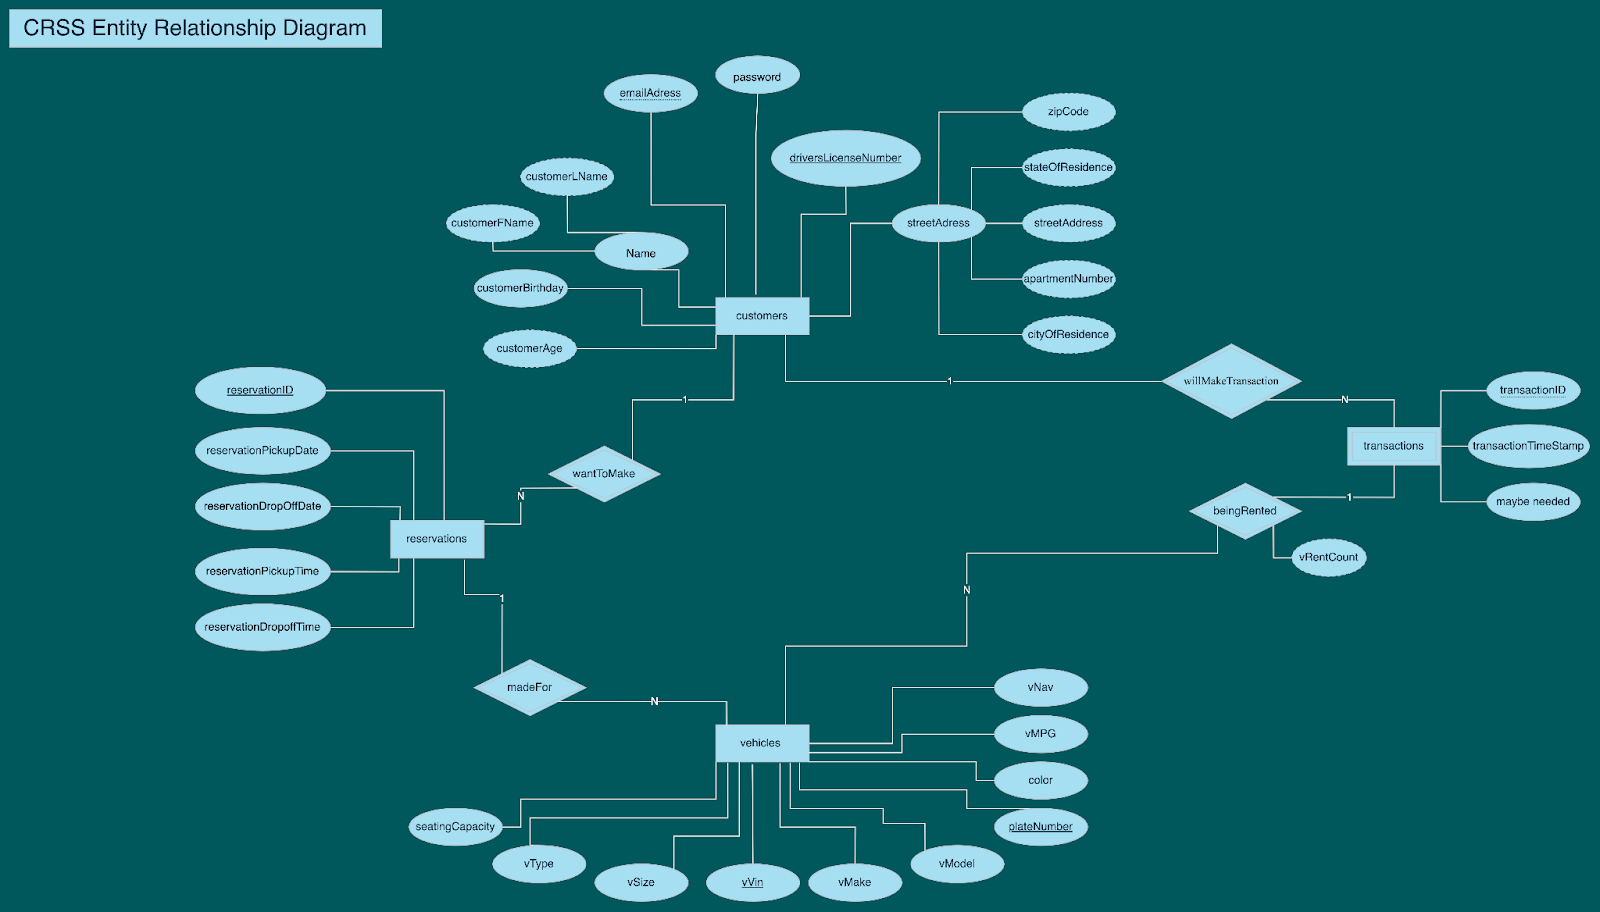 CRSS Entity Relationship Diagram
password
emailAdress
zipCode
driversLicenseNumber
stateOfResidence
customerLName
customerFName
streetAdress
streetAddress
Name
apartmentNumber
customerBirthday
customers
cityOfResidence
customerAge
1
willMakeTransaction
reservationID
1
N
transactionID
reservationPickupDate
transactions
transactionTimeStamp
wantToMake
N
1
maybe needed
reservationDropOffDate
beingRented
reservations
vRentCount
reservationPickupTime
N
1
reservationDropoffTime
madeFor
vNav
N
vMPG
vehicles
color
seatingCapacity
plateNumber
vType
vModel
vSize
vVin
vMake